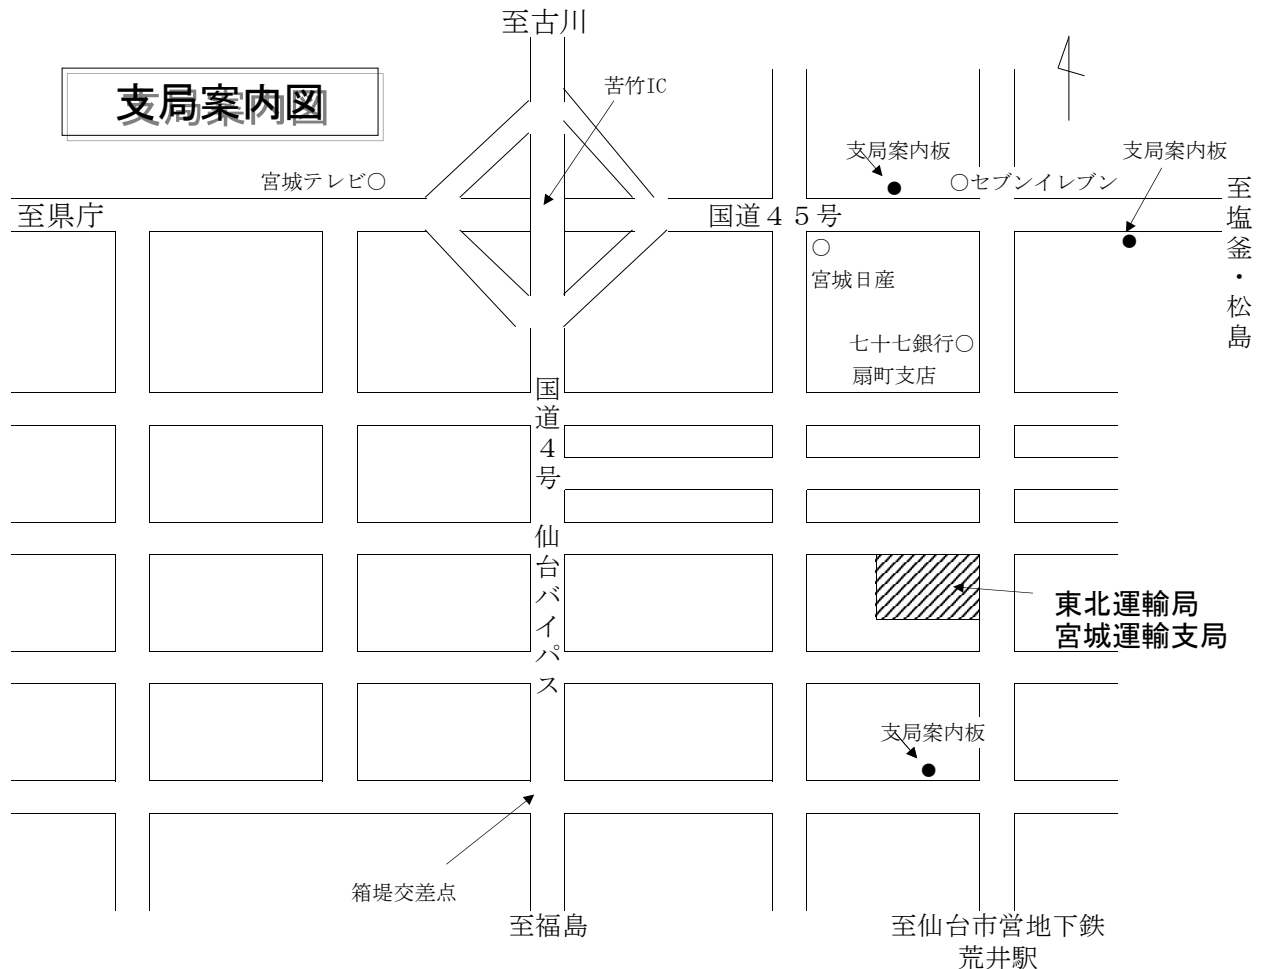 至古川
支局案内図
苦竹IC
支局案内板
支局案内板
宮城テレビ○
○セブンイレブン
至県庁
国道４５号
至塩釜・松島
○
宮城日産
七十七銀行○
扇町支店
国道４号 仙台バイパス
東北運輸局
宮城運輸支局
支局案内板
箱堤交差点
至福島
至仙台市営地下鉄
荒井駅